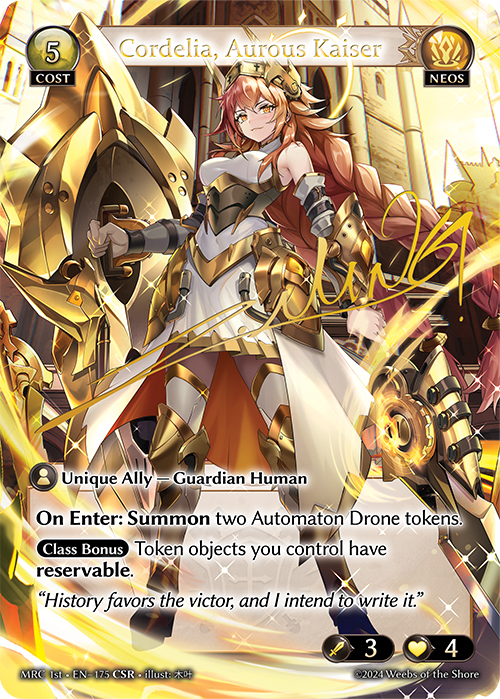 5
COST
Cordelia, Aurous Kaiser
NEOS
Unique Ally — Guardian Human
On Enter: Summon two Automaton Drone tokens.
Class Bonus Token objects you control have
reservable.
“History favors the victor, and I intend to write it.”
3
4
MRC 1st • EN-175 CSR • illust: 木叶
©2024 Weebs of the Shore